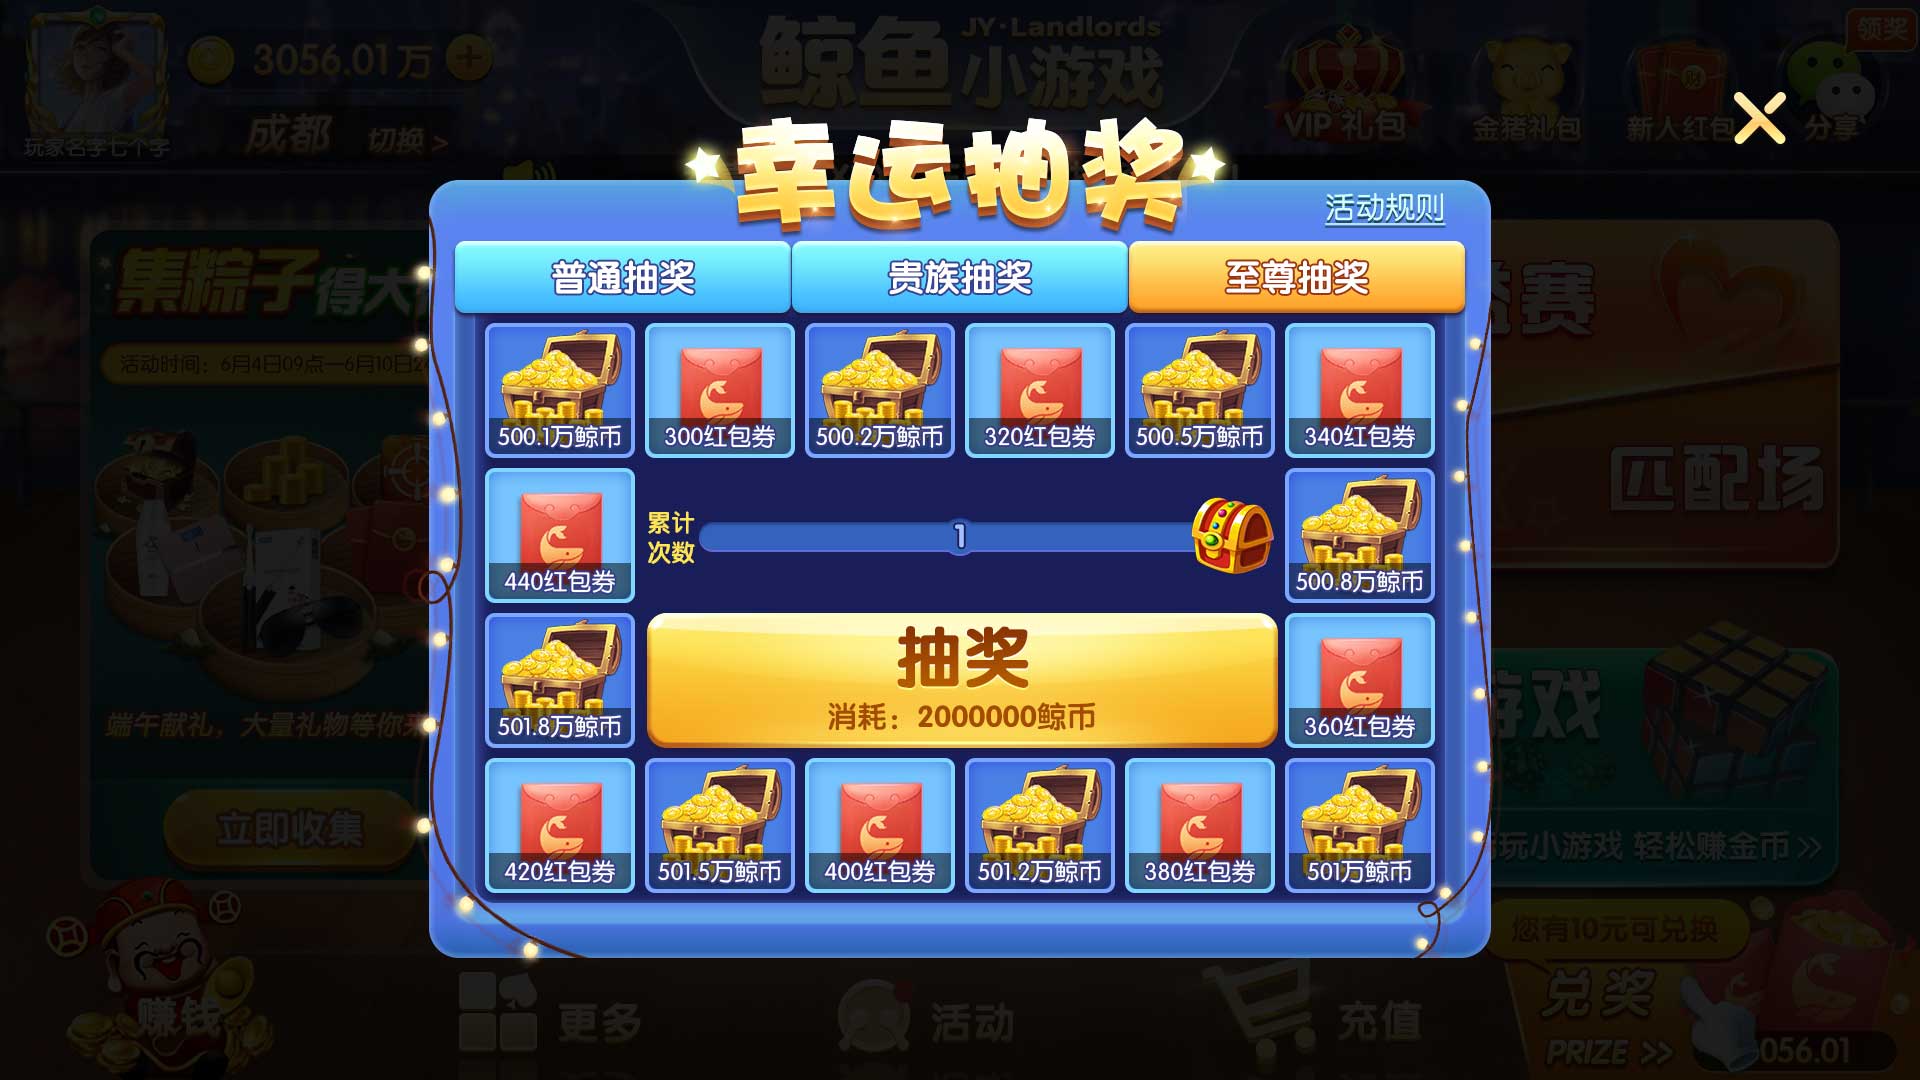 3056.01万
鲸鱼
JY·Landlords
小游戏
VIP 礼包
金猪礼包
新人红包
财
分享
领奖
玩家名字七个字
成都
切换 >
幸运抽奖
活动规则
普通抽奖
贵族抽奖
至尊抽奖
集粽子
得大
活动时间：6月4日09点—6月10日2
赛
匹配场
500.1万鲸币
300红包券
500.2万鲸币
320红包券
500.5万鲸币
340红包券
440红包券
累计
次数
1
500.8万鲸币
501.8万鲸币
抽奖
消耗：2000000鲸币
360红包券
420红包券
501.5万鲸币
400红包券
501.2万鲸币
380红包券
501万鲸币
端午献礼，大量礼物等你
立即收集
游戏
玩小游戏 轻松赚金币>>
您有10元可兑换
赚钱
更多
活动
充值
兑奖
PRIZE >>
056.01